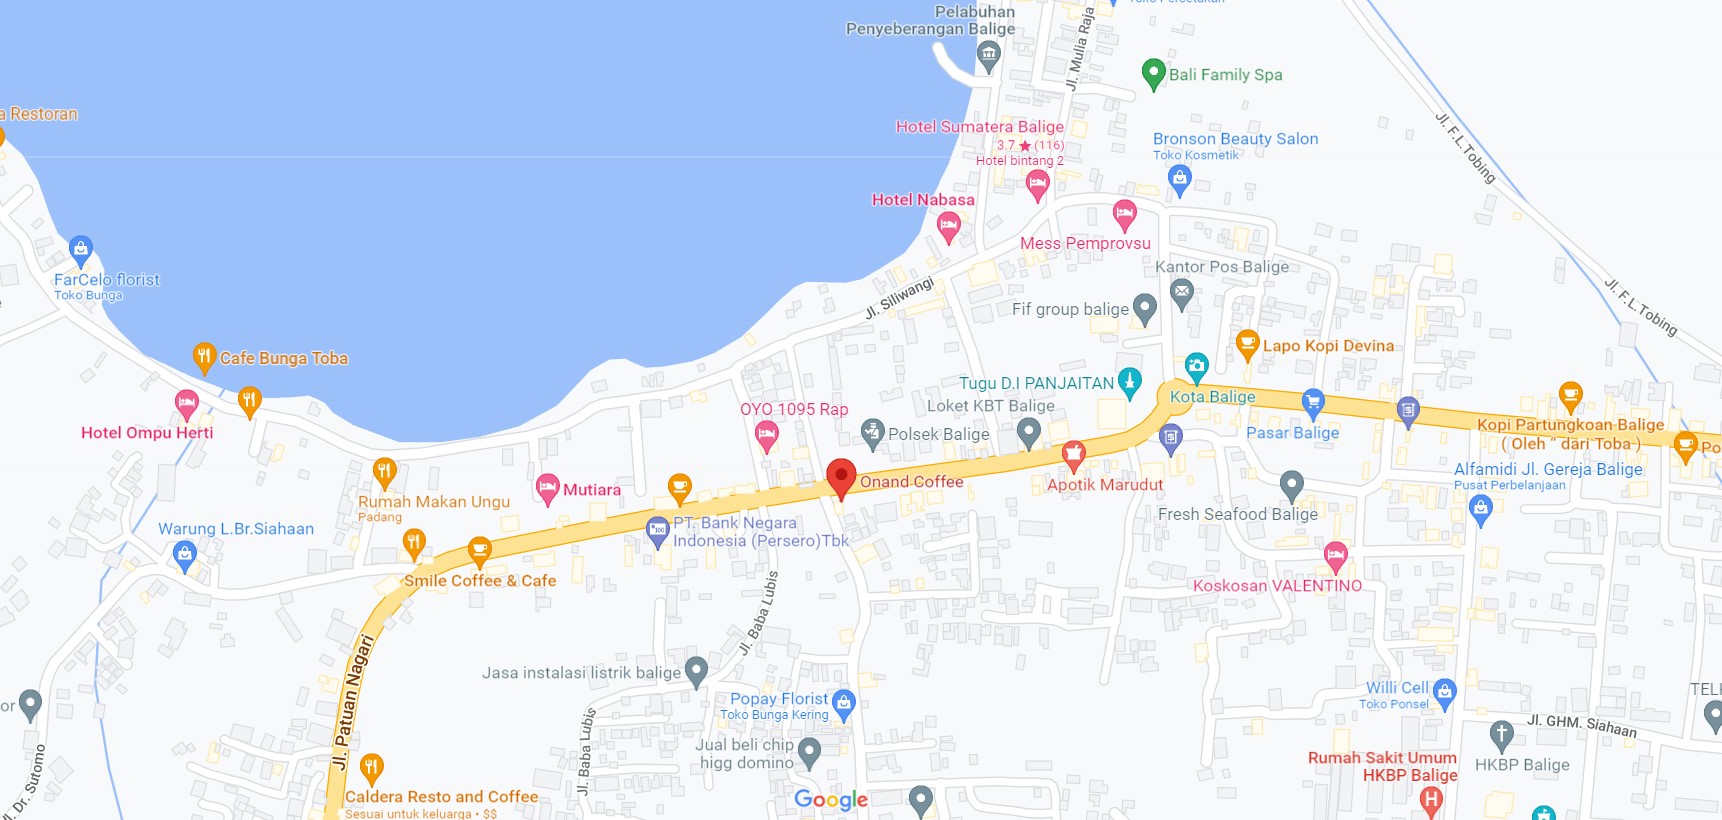 Toko Percetakan
Pelabuhan
Penyeberangan Balige
Jl. Mulia Raja
Bali Family Spa
a Restoran
Hotel Sumatera Balige
3.7 ★ (116)
Hotel bintang 2
Bronson Beauty Salon
Toko Kosmetik
Jl. F.L.Tobing
Hotel Nabasa
Mess Pemprovsu
Kantor Pos Balige
FarCelo florist
Toko Bunga
Jl. Siliwangi
Fif group balige
Jl. F.L.Tobing
Cafe Bunga Toba
Lapo Kopi Devina
Tugu D.I PANJAITAN
Kota Balige
OYO 1095 Rap
Loket KBT Balige
Hotel Ompu Herti
Polsek Balige
Pasar Balige
Kopi Partungkoan Balige
( Oleh " dari Toba )
Po
Rumah Makan Ungu
Padang
Mutiara
Onand Coffee
Apotik Marudut
Alfamidi Jl. Gereja Balige
Pusat Perbelanjaan
Warung L.Br.Siahaan
PT. Bank Negara
Indonesia (Persero)Tbk
Fresh Seafood Balige
Smile Coffee & Cafe
Koskosan VALENTINO
Jl. Baba Lubis
Jl. Patuan Nagari
Jasa instalasi listrik balige
or
Popay Florist
Toko Bunga Kering
Willi Cell
Toko Ponsel
TEL
Jl. GHM. Siahaan
Jl. Baba Lubis
Jual beli chip
higg domino
Rumah Sakit Umum
HKBP Balige
HKBP Balige
Jl. Dr. Sutomo
Caldera Resto and Coffee
Sesuai untuk keluarga • $$
Google